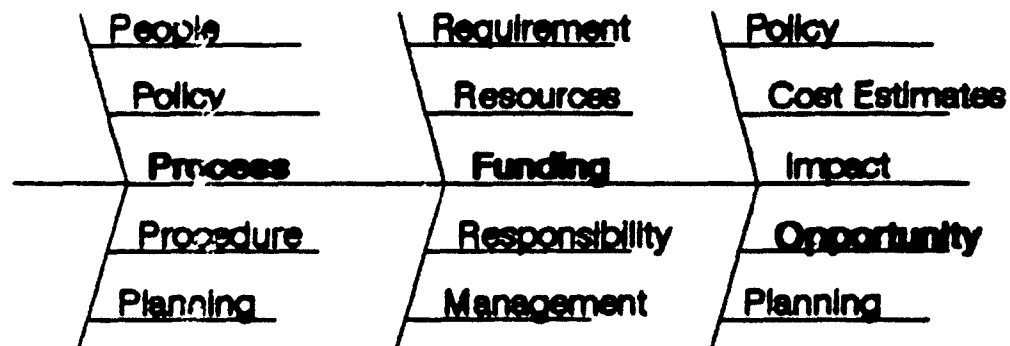 People Requirement Policy
Policy Resources Cost Estimates
Process Funding Impact
Procedure Responsibility Opportunity
Planning Management Planning